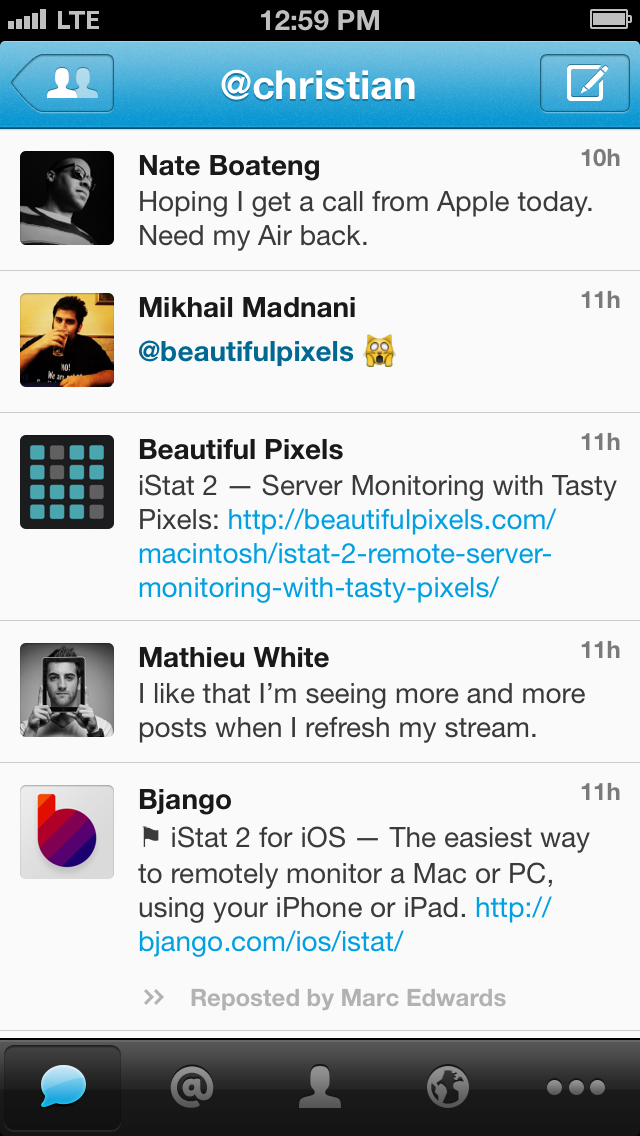 LTE 12:59 PM
@christian
Nate Boateng 10h
Hoping I get a call from Apple today.
Need my Air back.
Mikhail Madnani 11h
@beautifulpixels 🙀
Beautiful Pixels 11h
iStat 2 — Server Monitoring with Tasty
Pixels: http://beautifulpixels.com/
macintosh/istat-2-remote-server-
monitoring-with-tasty-pixels/
Mathieu White 11h
I like that I’m seeing more and more
posts when I refresh my stream.
Bjango 11h
⚑ iStat 2 for iOS — The easiest way
to remotely monitor a Mac or PC,
using your iPhone or iPad. http://
bjango.com/ios/istat/
Reposted by Marc Edwards